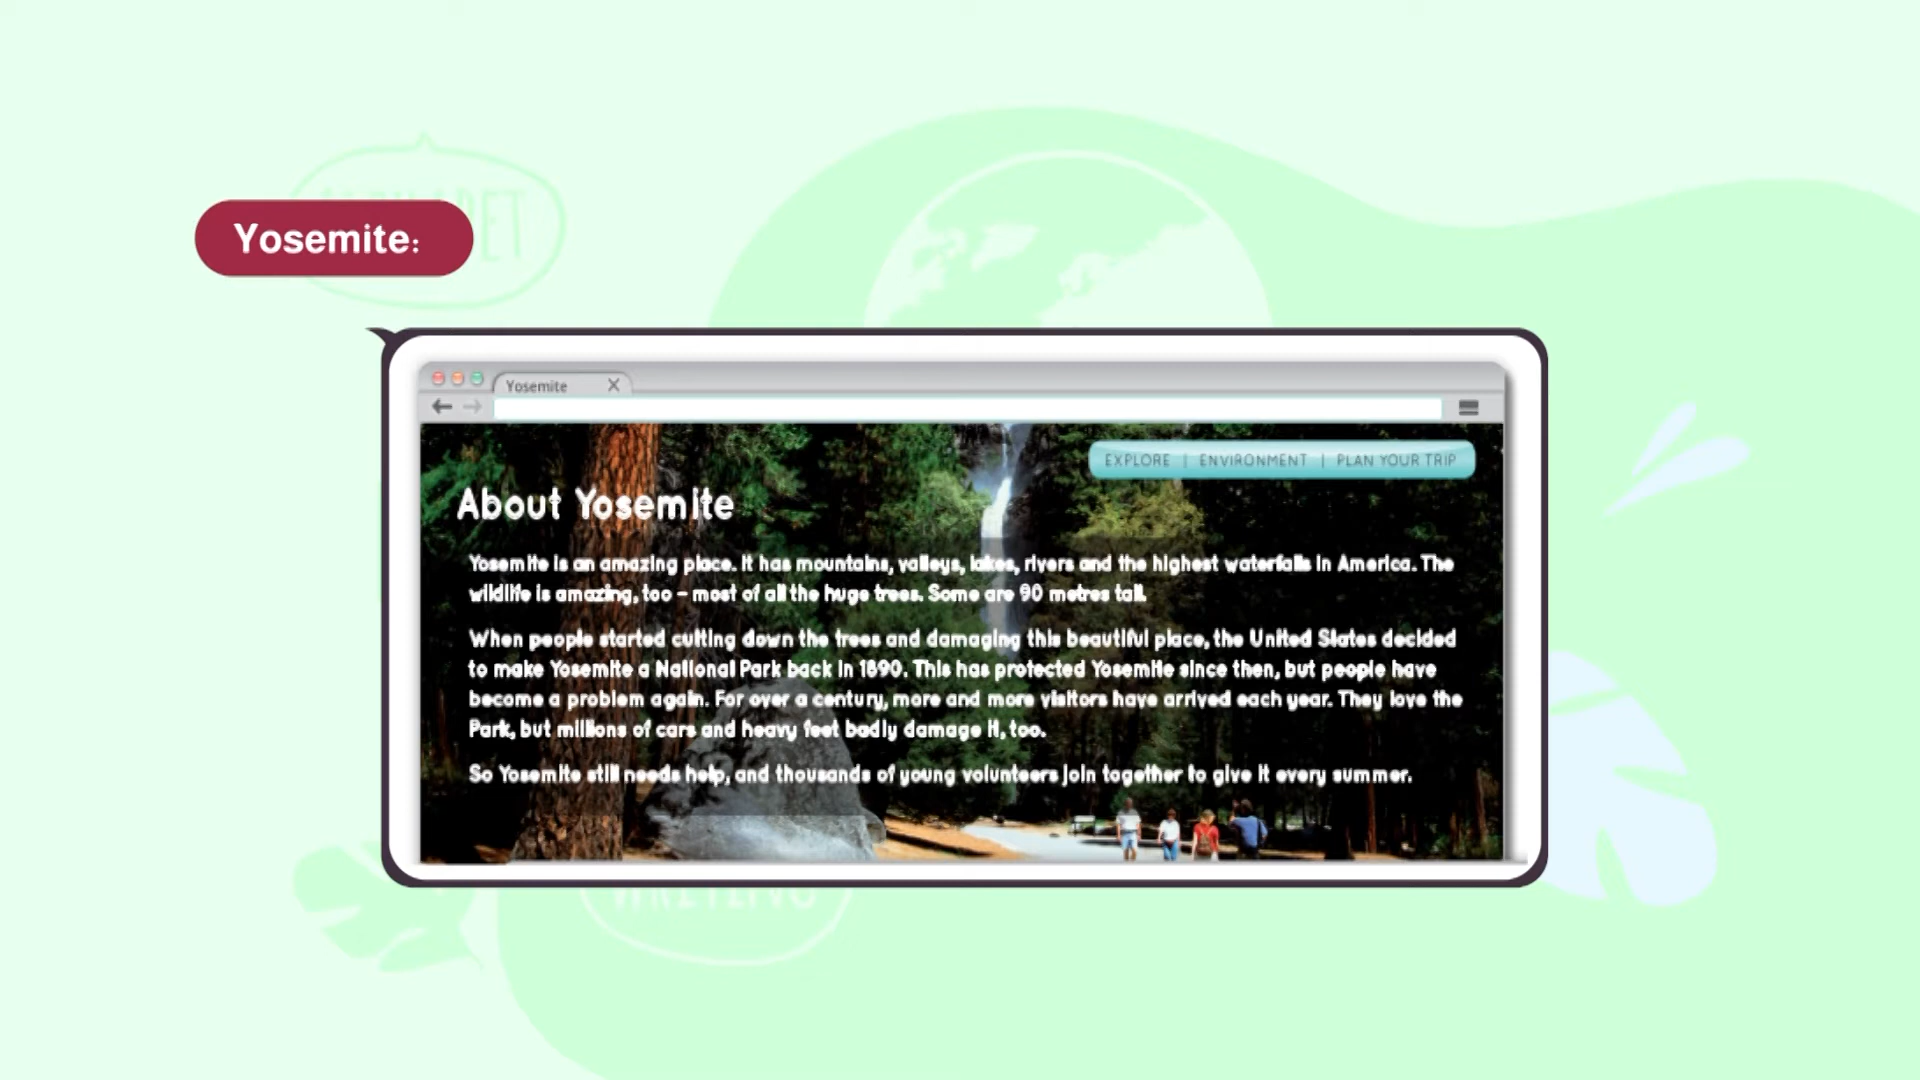 Yosemite:
Yosemite
EXPLORE | ENVIRONMENT | PLAN YOUR TRIP
About Yosemite
Yosemite is an amazing place. It has mountains, valleys, lakes, rivers and the highest waterfalls in America. The
wildlife is amazing, too – most of all the huge trees. Some are 90 metres tall.
When people started cutting down the trees and damaging this beautiful place, the United States decided
to make Yosemite a National Park back in 1890. This has protected Yosemite since then, but people have
become a problem again. For over a century, more and more visitors have arrived each year. They love the
Park, but millions of cars and heavy feet badly damage it, too.
So Yosemite still needs help, and thousands of young volunteers join together to give it every summer.